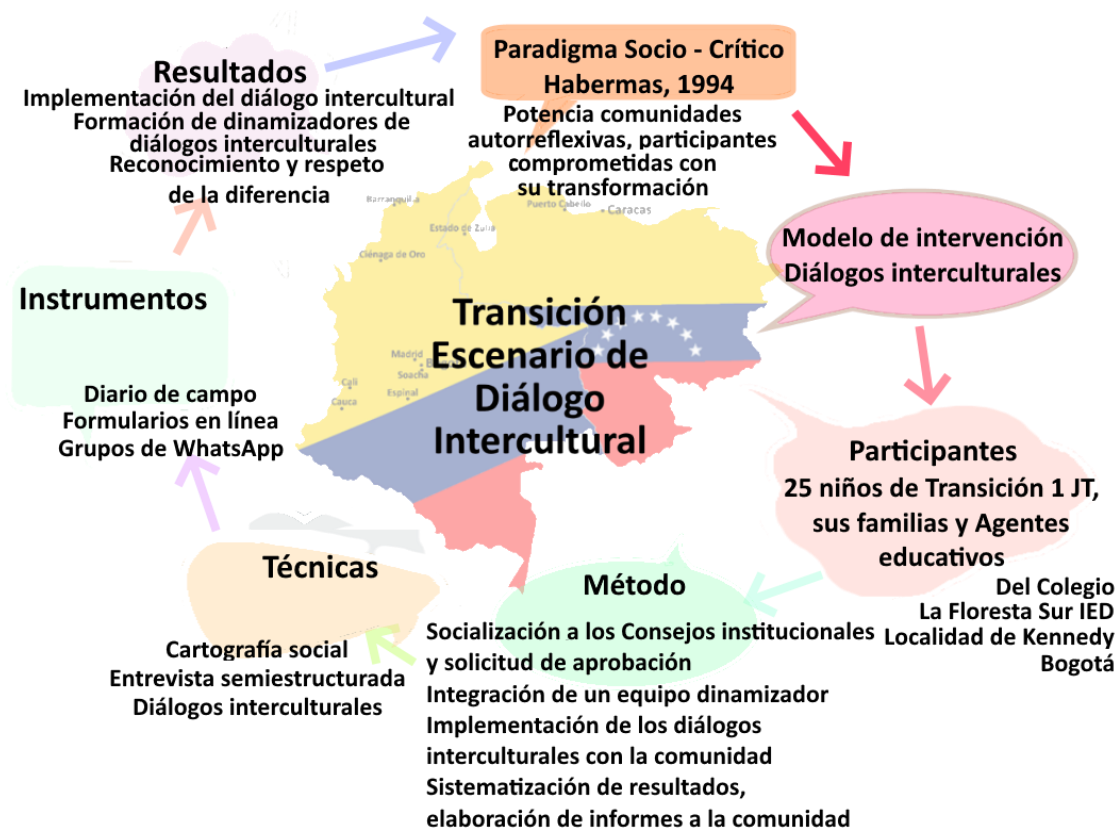 Resultados
Implementación del diálogo intercultural
Formación de dinamizadores de
diálogos interculturales
Reconocimiento y respeto
de la diferencia
Paradigma Socio - Crítico
Habermas, 1994
Potencia comunidades
autorreflexivas, participantes
comprometidas con
su transformación
Modelo de intervención
Diálogos interculturales
Participantes
25 niños de Transición 1 JT,
sus familias y Agentes
educativos
Del Colegio
La Floresta Sur IED
Localidad de Kennedy
Bogotá
Método
Socialización a los Consejos institucionales
y solicitud de aprobación
Integración de un equipo dinamizador
Implementación de los diálogos
interculturales con la comunidad
Sistematización de resultados,
elaboración de informes a la comunidad
Técnicas
Cartografía social
Entrevista semiestructurada
Diálogos interculturales
Instrumentos
Diario de campo
Formularios en línea
Grupos de WhatsApp
Transición
Escenario de
Diálogo
Intercultural
Puerto Cabello
Caracas
Estado de Zulia
Ciénaga de Oro
Madrid
Soacha
Espinal
Cali
Cauca